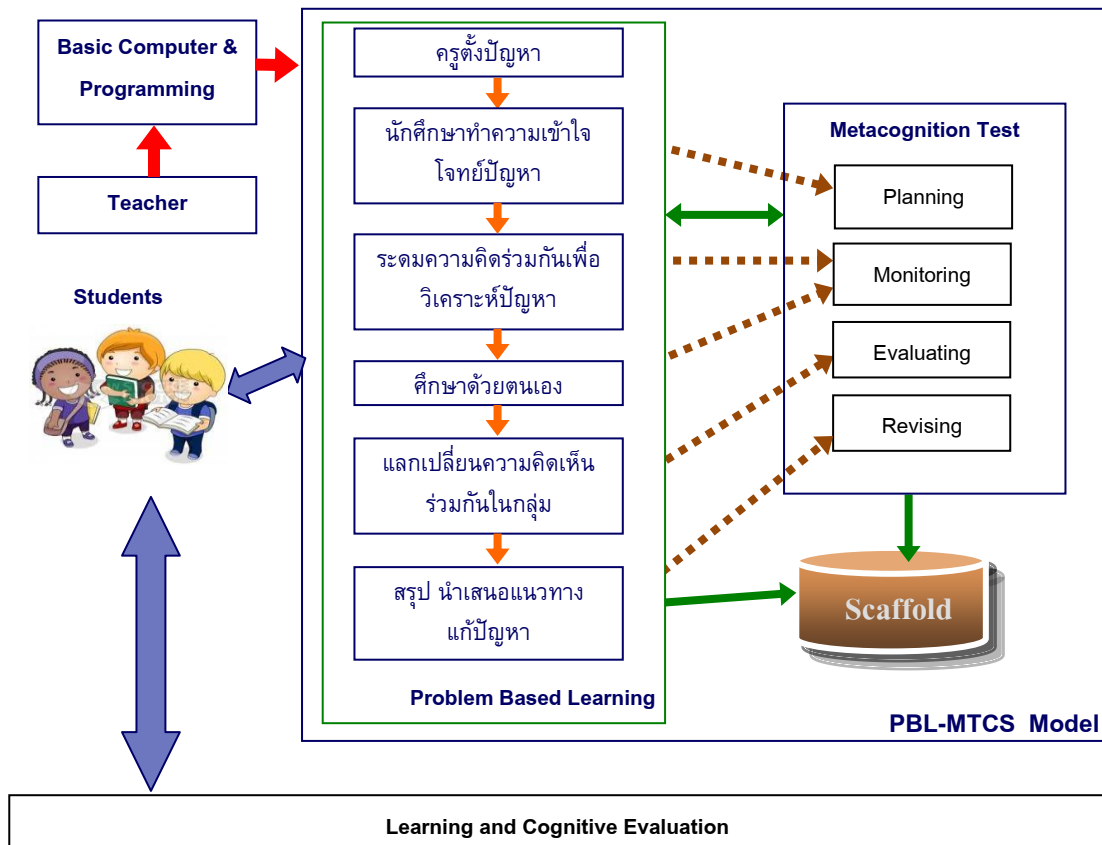 Basic Computer &
Programming
Teacher
Students
ครูตั้งปัญหา
นักศึกษาทำความเข้าใจ
โจทย์ปัญหา
ระดมความคิดร่วมกันเพื่อ
วิเคราะห์ปัญหา
ศึกษาด้วยตนเอง
แลกเปลี่ยนความคิดเห็น
ร่วมกันในกลุ่ม
สรุป นำเสนอแนวทาง
แก้ปัญหา
Problem Based Learning
Metacognition Test
Planning
Monitoring
Evaluating
Revising
Scaffold
PBL-MTCS Model
Learning and Cognitive Evaluation